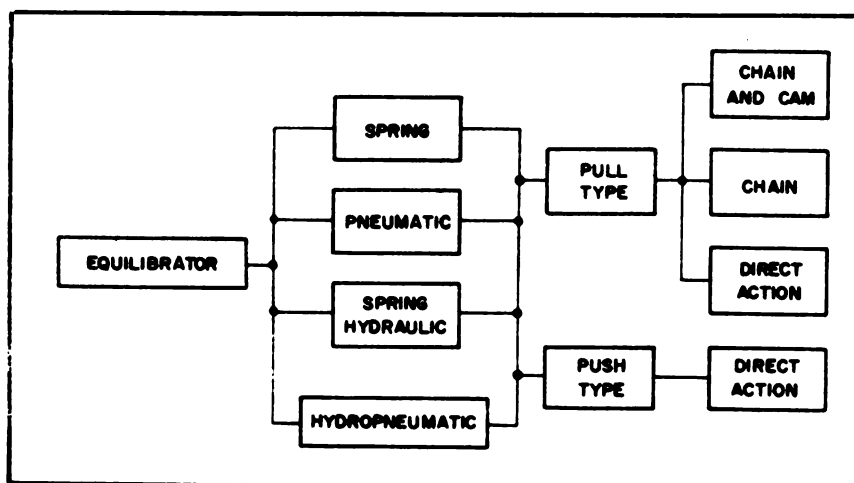 EQUILIBRATOR
SPRING
PNEUMATIC
SPRING
HYDRAULIC
HYDROPNEUMATIC
PULL
TYPE
PUSH
TYPE
CHAIN
AND CAM
CHAIN
DIRECT
ACTION
DIRECT
ACTION